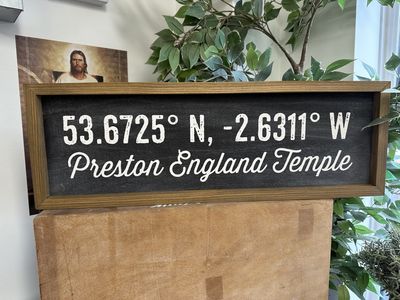 53.6725° N, -2.6311° W
Preston England Temple